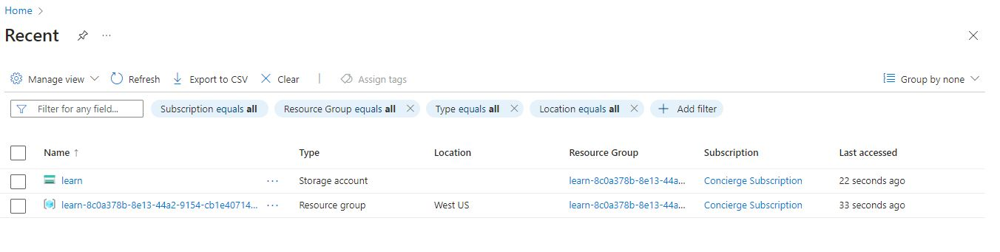 Home
Recent
Manage view Refresh Export to CSV Clear Assign tags Group by none
Filter for any field... Subscription equals all Resource Group equals all Type equals all Location equals all Add filter
Name ↑ Type Location Resource Group Subscription Last accessed
learn ... Storage account learn-8c0a378b-8e13-44a... Concierge Subscription 22 seconds ago
learn-8c0a378b-8e13-44a2-9154-cb1e40714... ... Resource group West US learn-8c0a378b-8e13-44a... Concierge Subscription 33 seconds ago